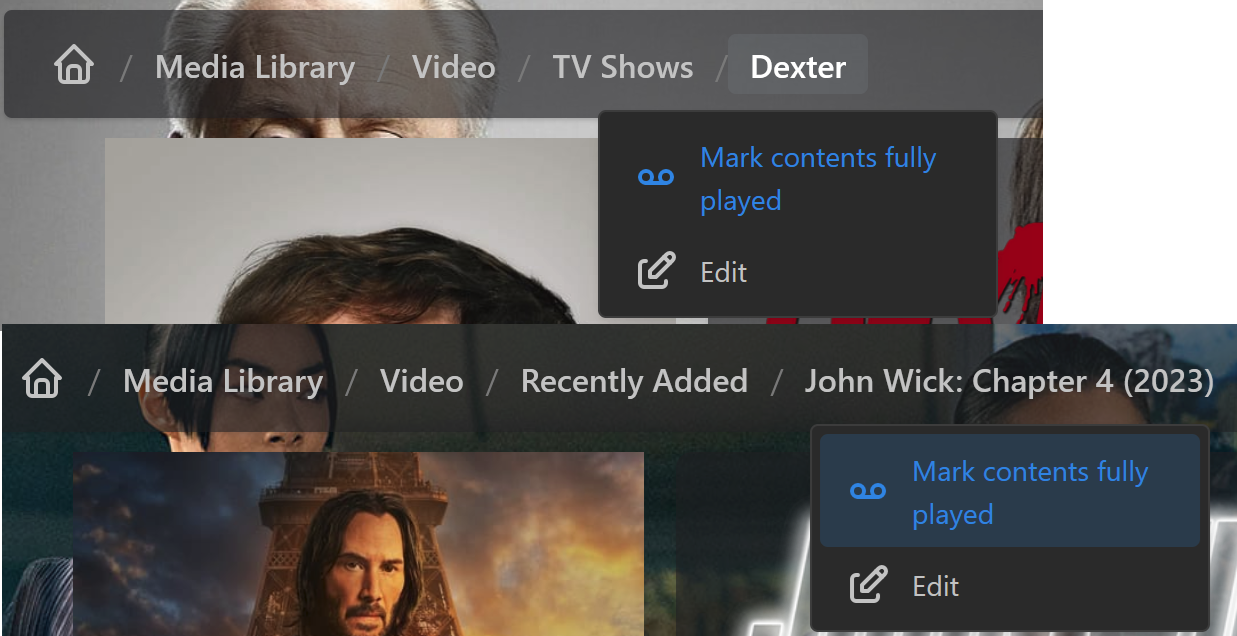 / Media Library / Video / TV Shows / Dexter
Mark contents fully
played
Edit
/ Media Library / Video / Recently Added / John Wick: Chapter 4 (2023)
Mark contents fully
played
Edit